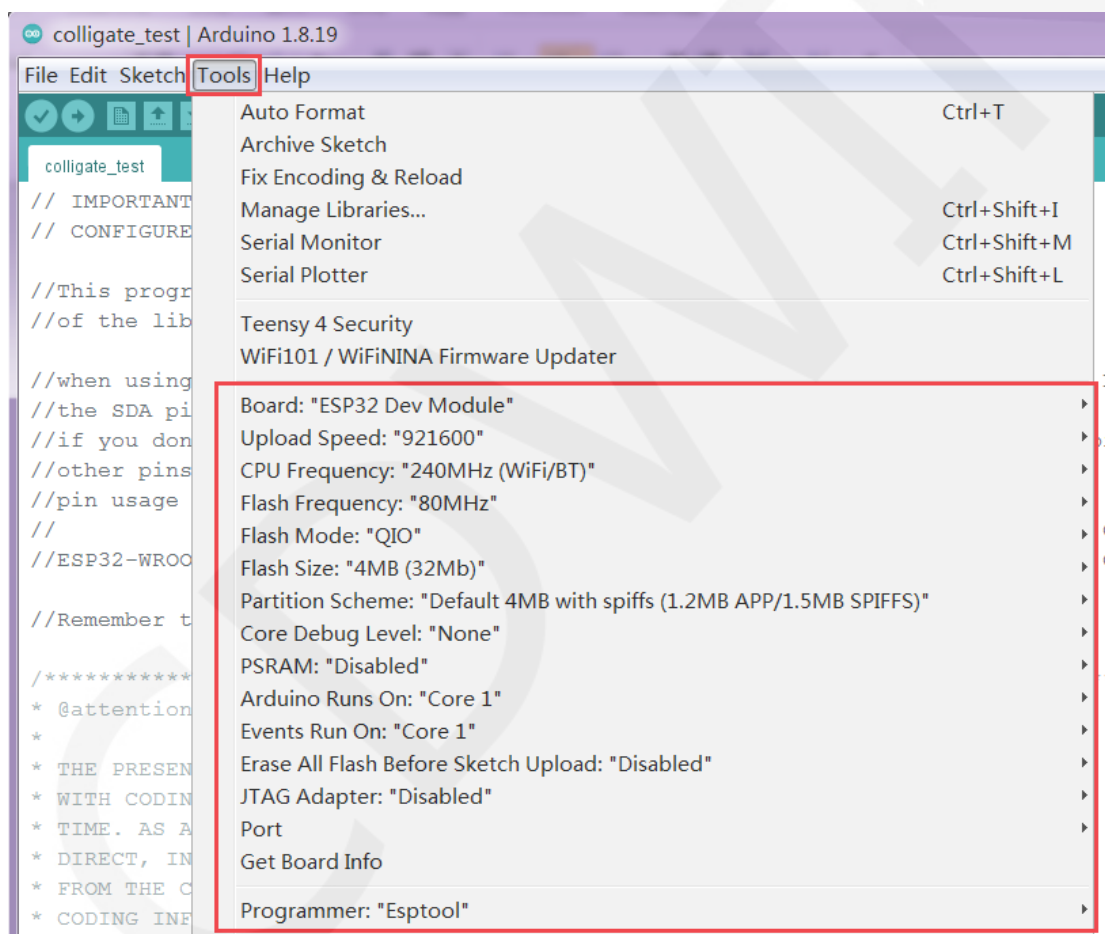 colligate_test | Arduino 1.8.19
File Edit Sketch Tools Help
Auto Format Ctrl+T
Archive Sketch
Fix Encoding & Reload
Manage Libraries... Ctrl+Shift+I
Serial Monitor Ctrl+Shift+M
Serial Plotter Ctrl+Shift+L
Teensy 4 Security
WiFi101 / WiFiNINA Firmware Updater
Board: "ESP32 Dev Module"
Upload Speed: "921600"
CPU Frequency: "240MHz (WiFi/BT)"
Flash Frequency: "80MHz"
Flash Mode: "QIO"
Flash Size: "4MB (32Mb)"
Partition Scheme: "Default 4MB with spiffs (1.2MB APP/1.5MB SPIFFS)"
Core Debug Level: "None"
PSRAM: "Disabled"
Arduino Runs On: "Core 1"
Events Run On: "Core 1"
Erase All Flash Before Sketch Upload: "Disabled"
JTAG Adapter: "Disabled"
Port
Get Board Info
Programmer: "Esptool"
colligate_test
// IMPORTANT
// CONFIGURE
//This progr
//of the lib
//when using
//the SDA pi
//if you don
//other pins
//pin usage
//
//ESP32-WROO
//Remember t
/************
* @attention
*
* THE PRESEN
* WITH CODIN
* TIME. AS A
* DIRECT, IN
* FROM THE C
* CODING INF